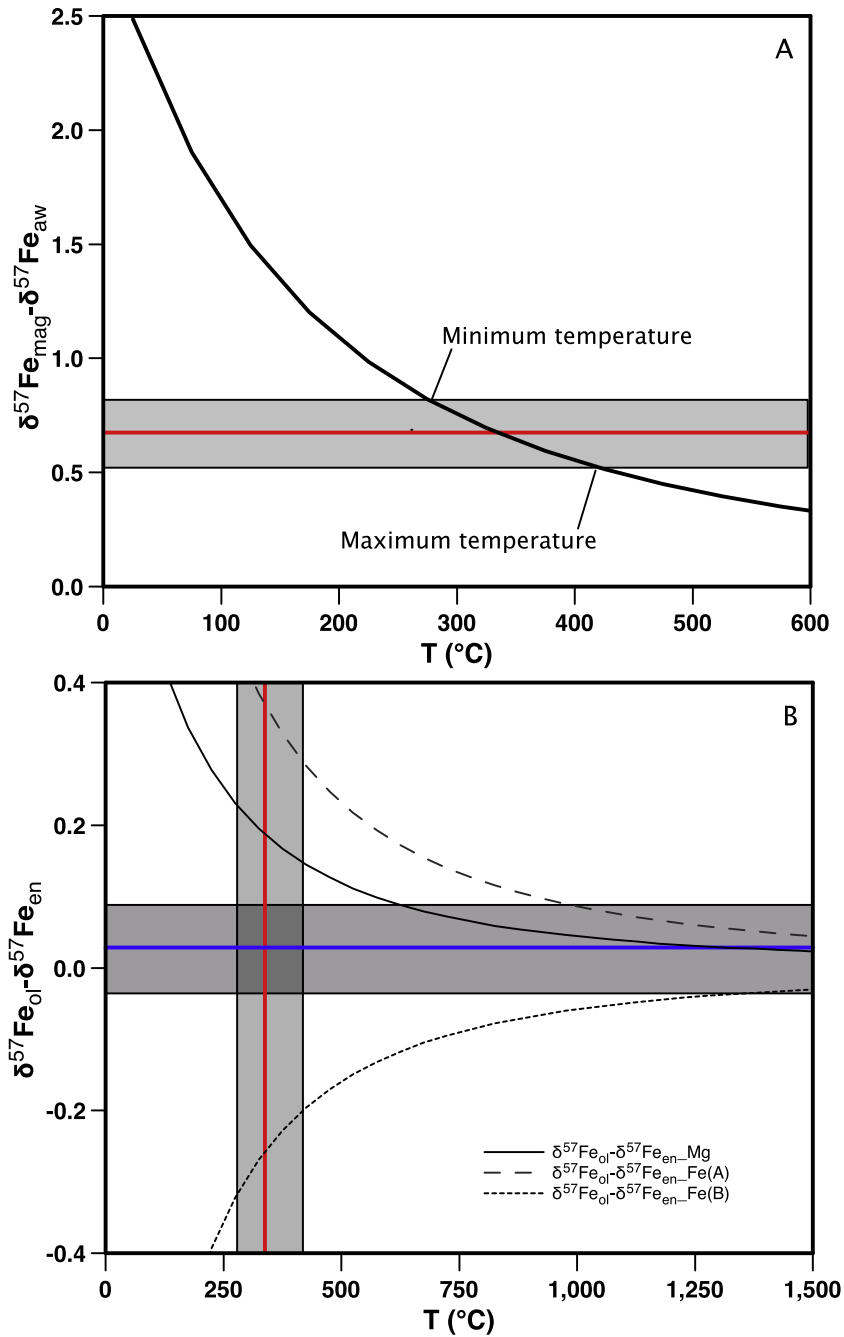 A
2.5
2.0
1.5
1.0
0.5
0.0
δ57Femag-δ57Feaw
Minimum temperature
Maximum temperature
0 100 200 300 400 500 600
T (°C)
B
0.4
0.2
0.0
-0.2
-0.4
δ57Feol-δ57Feen
δ57Feol-δ57Feen_Mg
δ57Feol-δ57Feen_Fe(A)
δ57Feol-δ57Feen_Fe(B)
0 250 500 750 1,000 1,250 1,500
T (°C)